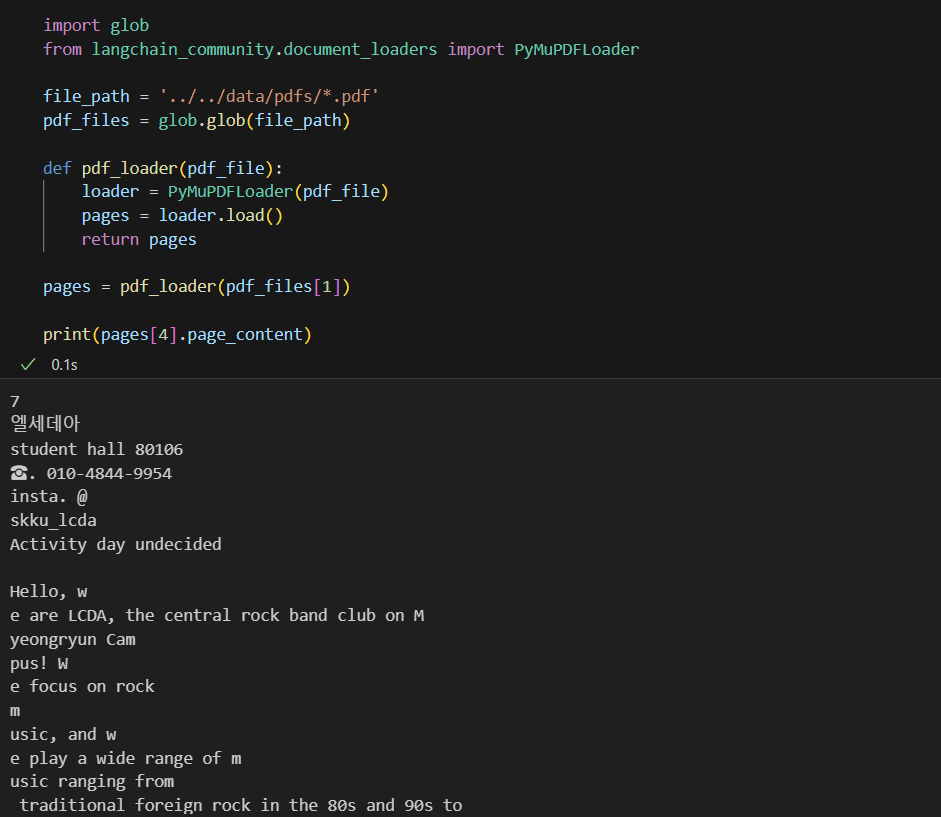 import glob
from langchain_community.document_loaders import PyMuPDFLoader
file_path = '../../data/pdfs/*.pdf'
pdf_files = glob.glob(file_path)
def pdf_loader(pdf_file):
    loader = PyMuPDFLoader(pdf_file)
    pages = loader.load()
    return pages
pages = pdf_loader(pdf_files[1])
print(pages[4].page_content)
✓ 0.1s
7
엘세데아
student hall 80106
☎. 010-4844-9954
insta. @
skku_lcda
Activity day undecided
Hello, w
e are LCDA, the central rock band club on M
yeongryun Cam
pus! W
e focus on rock
m
usic, and w
e play a wide range of m
usic ranging from
 traditional foreign rock in the 80s and 90s to